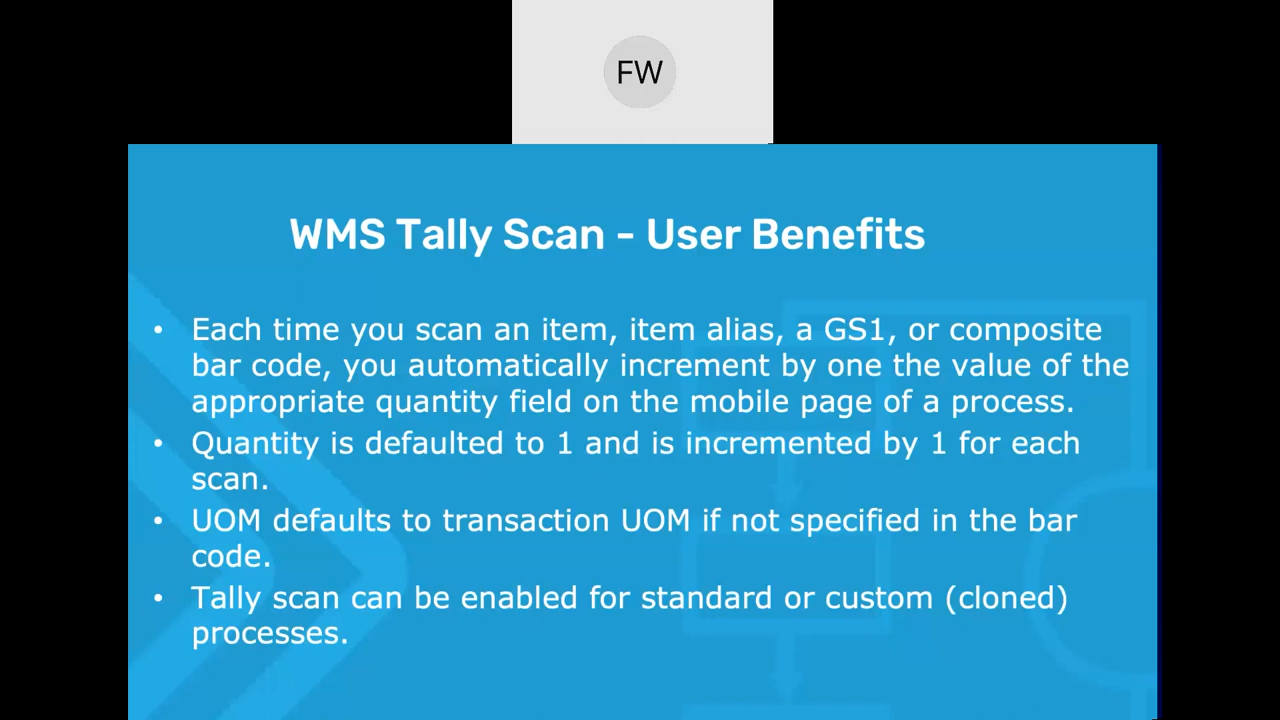 FW
WMS Tally Scan - User Benefits
• Each time you scan an item, item alias, a GS1, or composite
bar code, you automatically increment by one the value of the
appropriate quantity field on the mobile page of a process.
• Quantity is defaulted to 1 and is incremented by 1 for each
scan.
• UOM defaults to transaction UOM if not specified in the bar
code.
• Tally scan can be enabled for standard or custom (cloned)
processes.